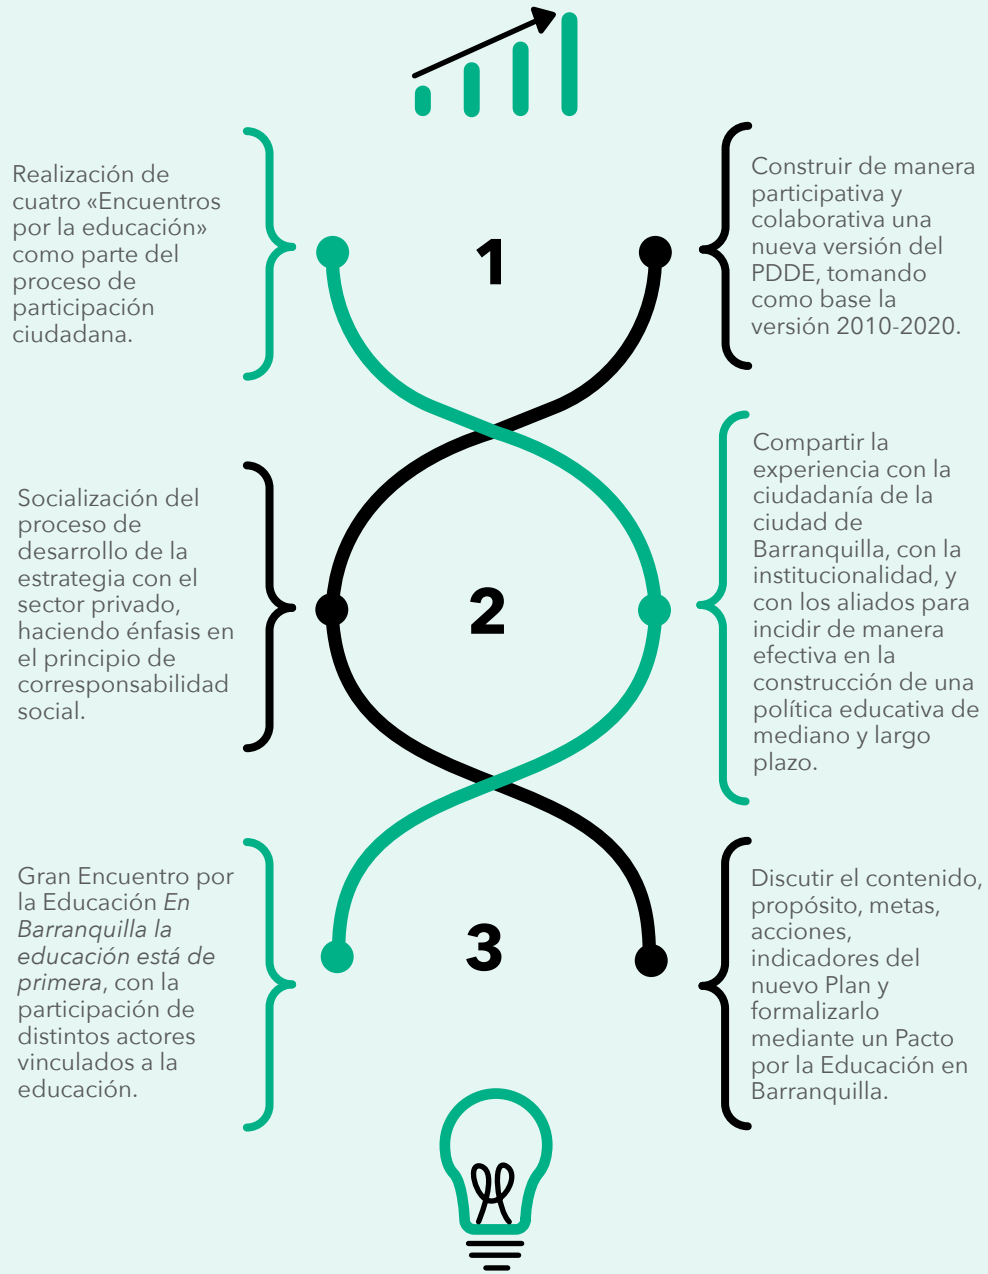 Realización de
cuatro «Encuentros
por la educación»
como parte del
proceso de
participación
ciudadana.
1
Construir de manera
participativa y
colaborativa una
nueva versión del
PDDE, tomando
como base la
versión 2010-2020.
Socialización del
proceso de
desarrollo de la
estrategia con el
sector privado,
haciendo énfasis en
el principio de
corresponsabilidad
social.
2
Compartir la
experiencia con la
ciudadanía de la
ciudad de
Barranquilla, con la
institucionalidad, y
con los aliados para
incidir de manera
efectiva en la
construcción de una
política educativa de
mediano y largo
plazo.
Gran Encuentro por
la Educación En
Barranquilla la
educación está de
primera, con la
participación de
distintos actores
vinculados a la
educación.
3
Discutir el contenido,
propósito, metas,
acciones,
indicadores del
nuevo Plan y
formalizarlo
mediante un Pacto
por la Educación en
Barranquilla.